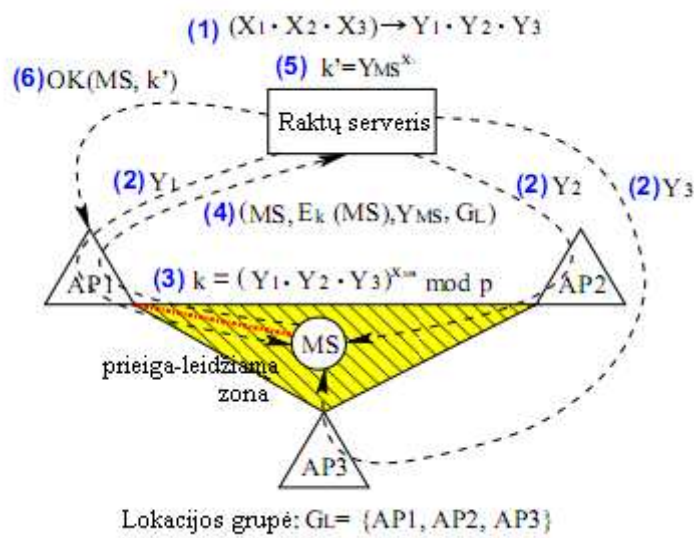 (1) (X1 · X2 · X3) → Y1 · Y2 · Y3
(5) k'=YMS^X
(6) OK(MS, k')
Raktų serveris
(2) Y1
(2) Y2
(2) Y3
(4) (MS, Ek (MS), YMS, GL)
(3) k = (Y1 · Y2 · Y3) mod p
AP1
AP2
MS
prieiga-leidžiama
zona
AP3
Lokacijos grupė: GL= {AP1, AP2, AP3}